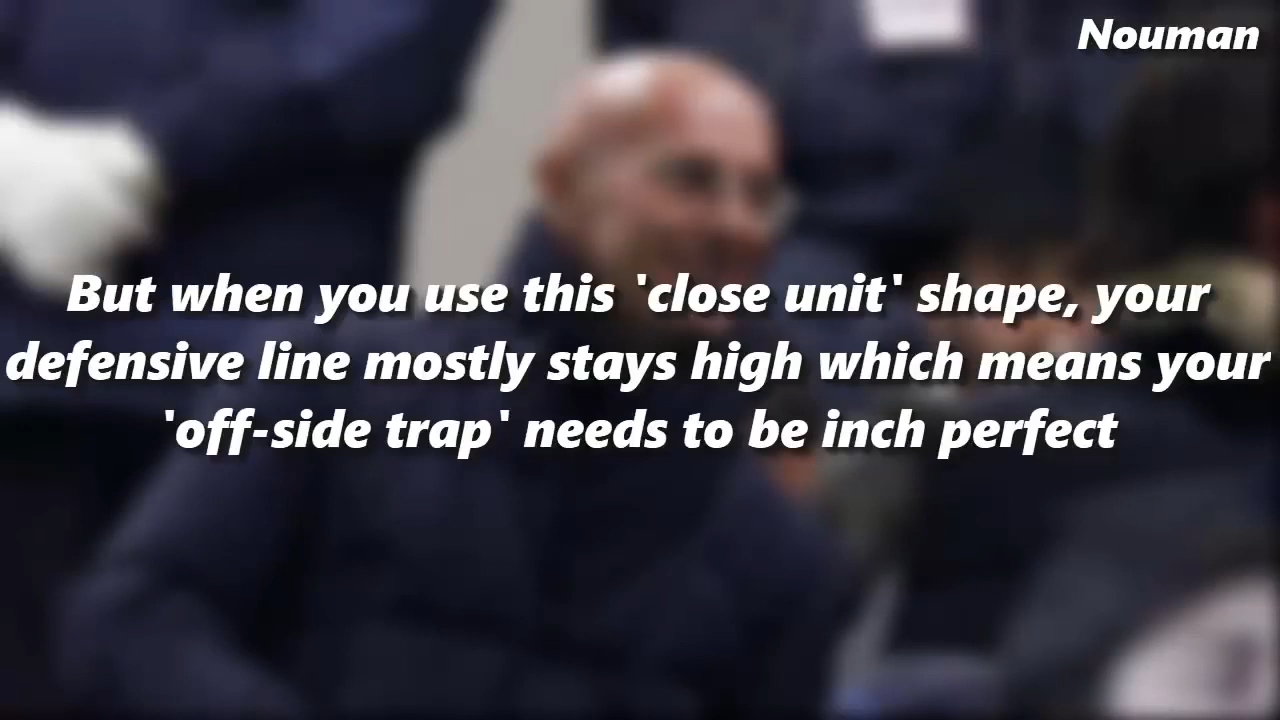 Nouman
But when you use this 'close unit' shape, your
defensive line mostly stays high which means your
'off-side trap' needs to be inch perfect